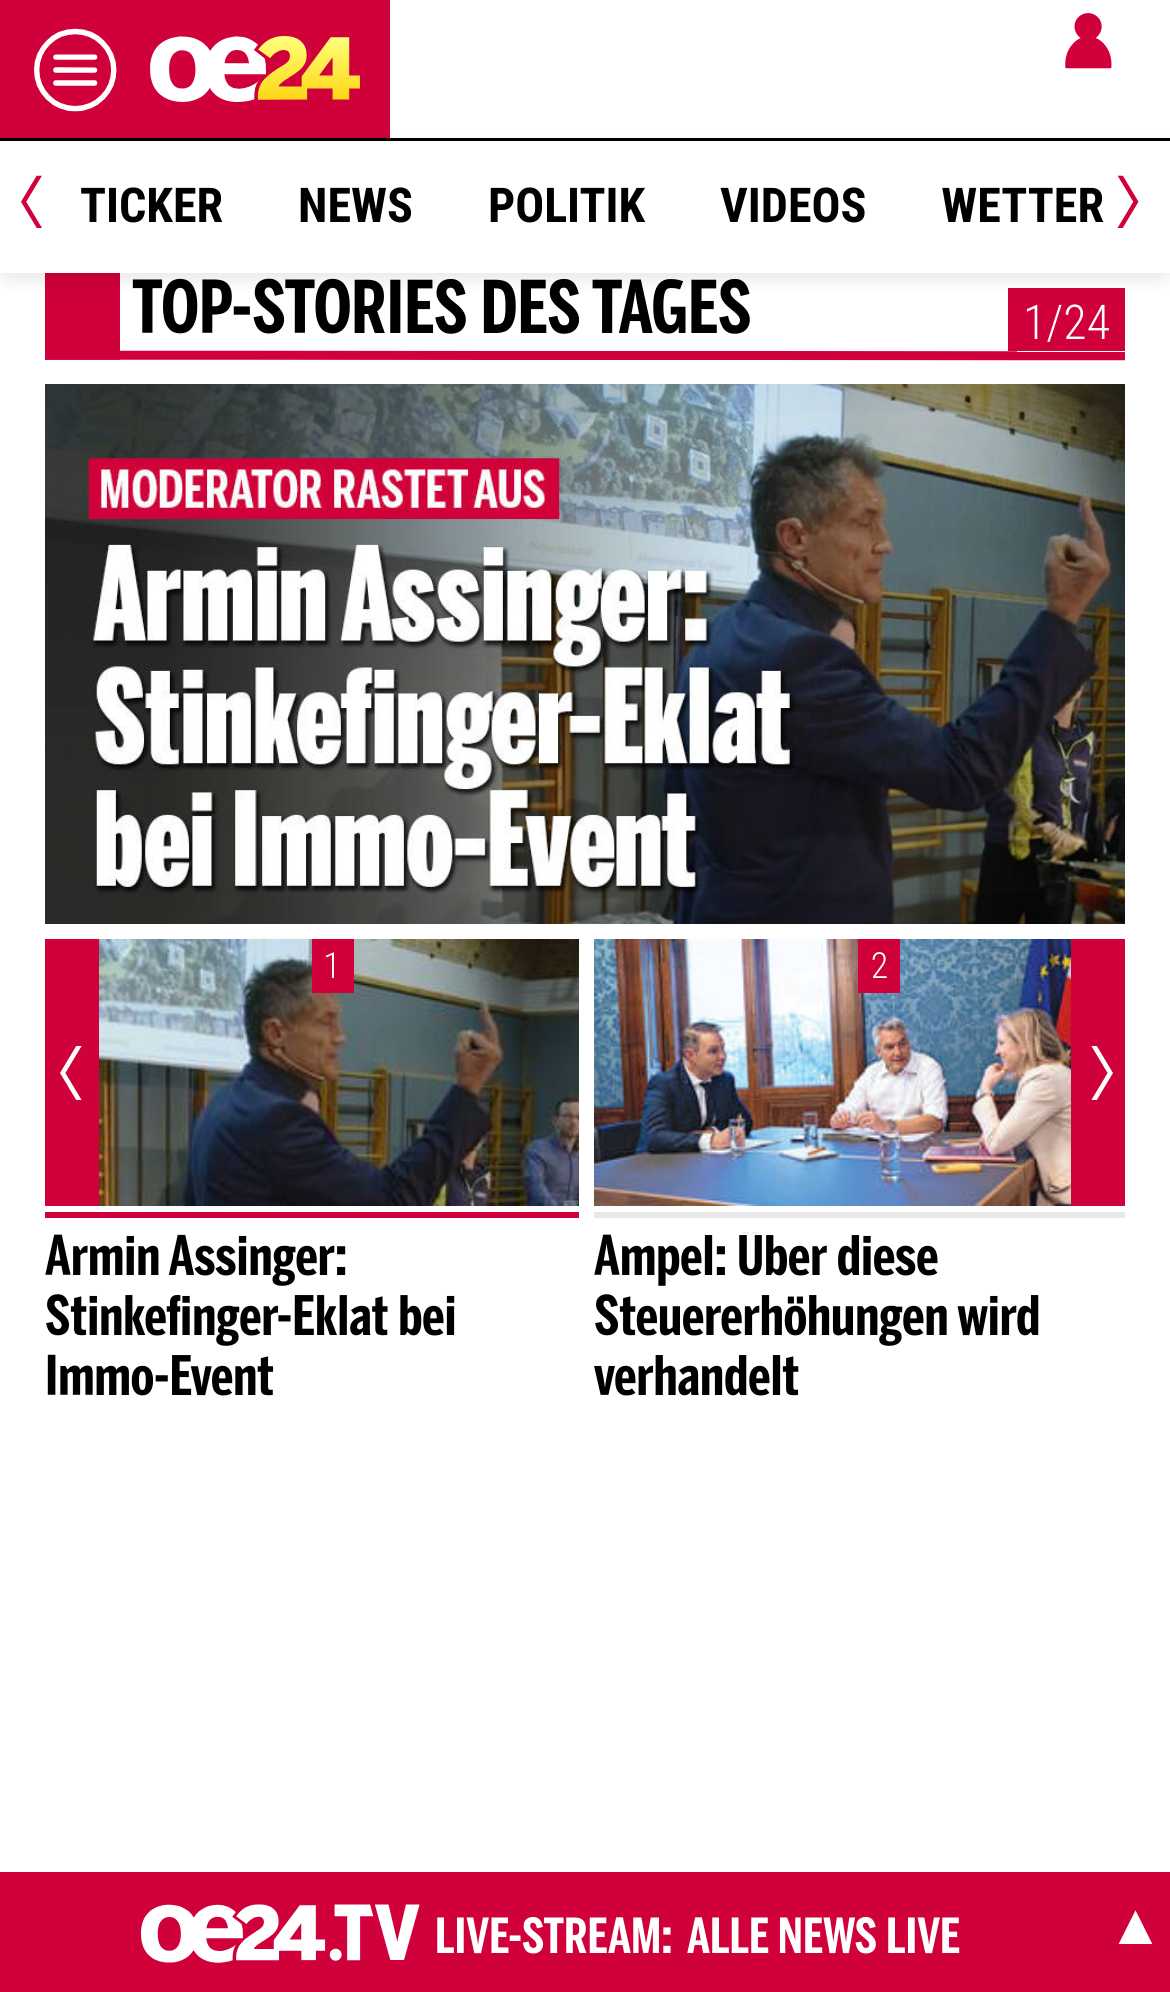 oe24
TICKER NEWS POLITIK VIDEOS WETTER
TOP-STORIES DES TAGES
1/24
MODERATOR RASTET AUS
Armin Assinger:
Stinkefinger-Eklat
bei Immo-Event
1
2
Armin Assinger:
Stinkefinger-Eklat bei
Immo-Event
Ampel: Uber diese
Steuererhöhungen wird
verhandelt
oe24.TV LIVE-STREAM: ALLE NEWS LIVE